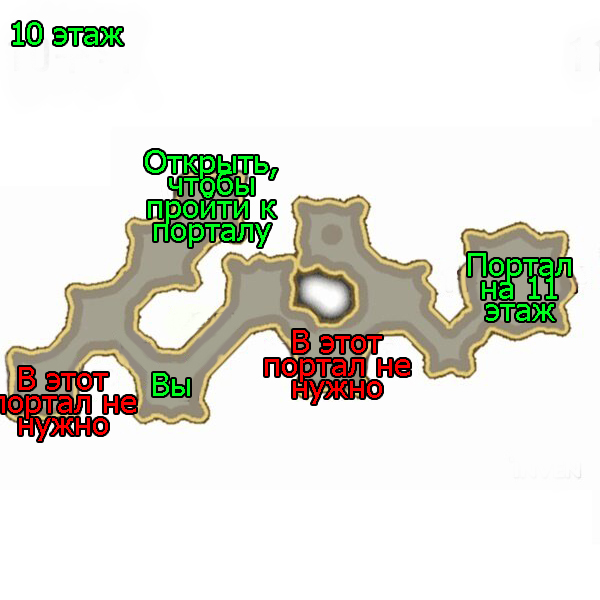 10 этаж
Открыть,
чтобы
пройти к
порталу
Портал
на 11
этаж
В этот
портал не
нужно
Вы
В этот
портал не
нужно